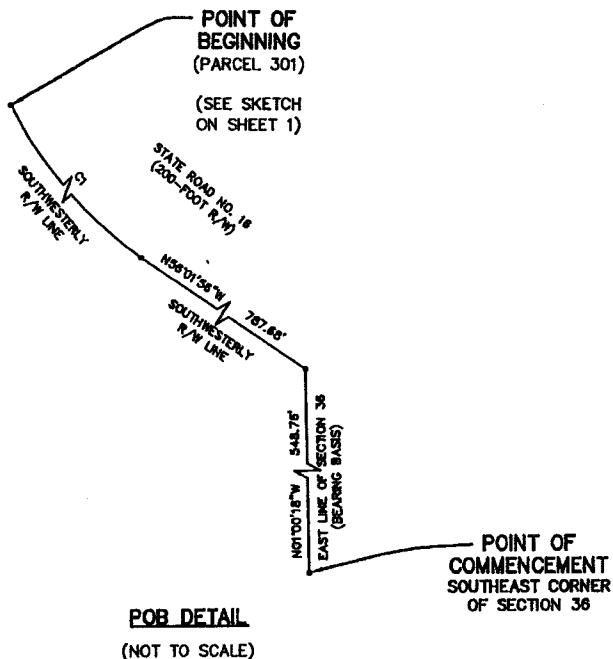 POINT OF
BEGINNING
(PARCEL 301)
(SEE SKETCH
ON SHEET 1)
STATE ROAD NO. 16
(200-FOOT R/W)
C1
SOUTHWESTERLY
R/W LINE
N56°01'56"W
787.68'
SOUTHWESTERLY
R/W LINE
N01°00'18"W 548.76'
EAST LINE OF SECTION 36
(BEARING BASIS)
POINT OF
COMMENCEMENT
SOUTHEAST CORNER
OF SECTION 36
POB DETAIL
(NOT TO SCALE)